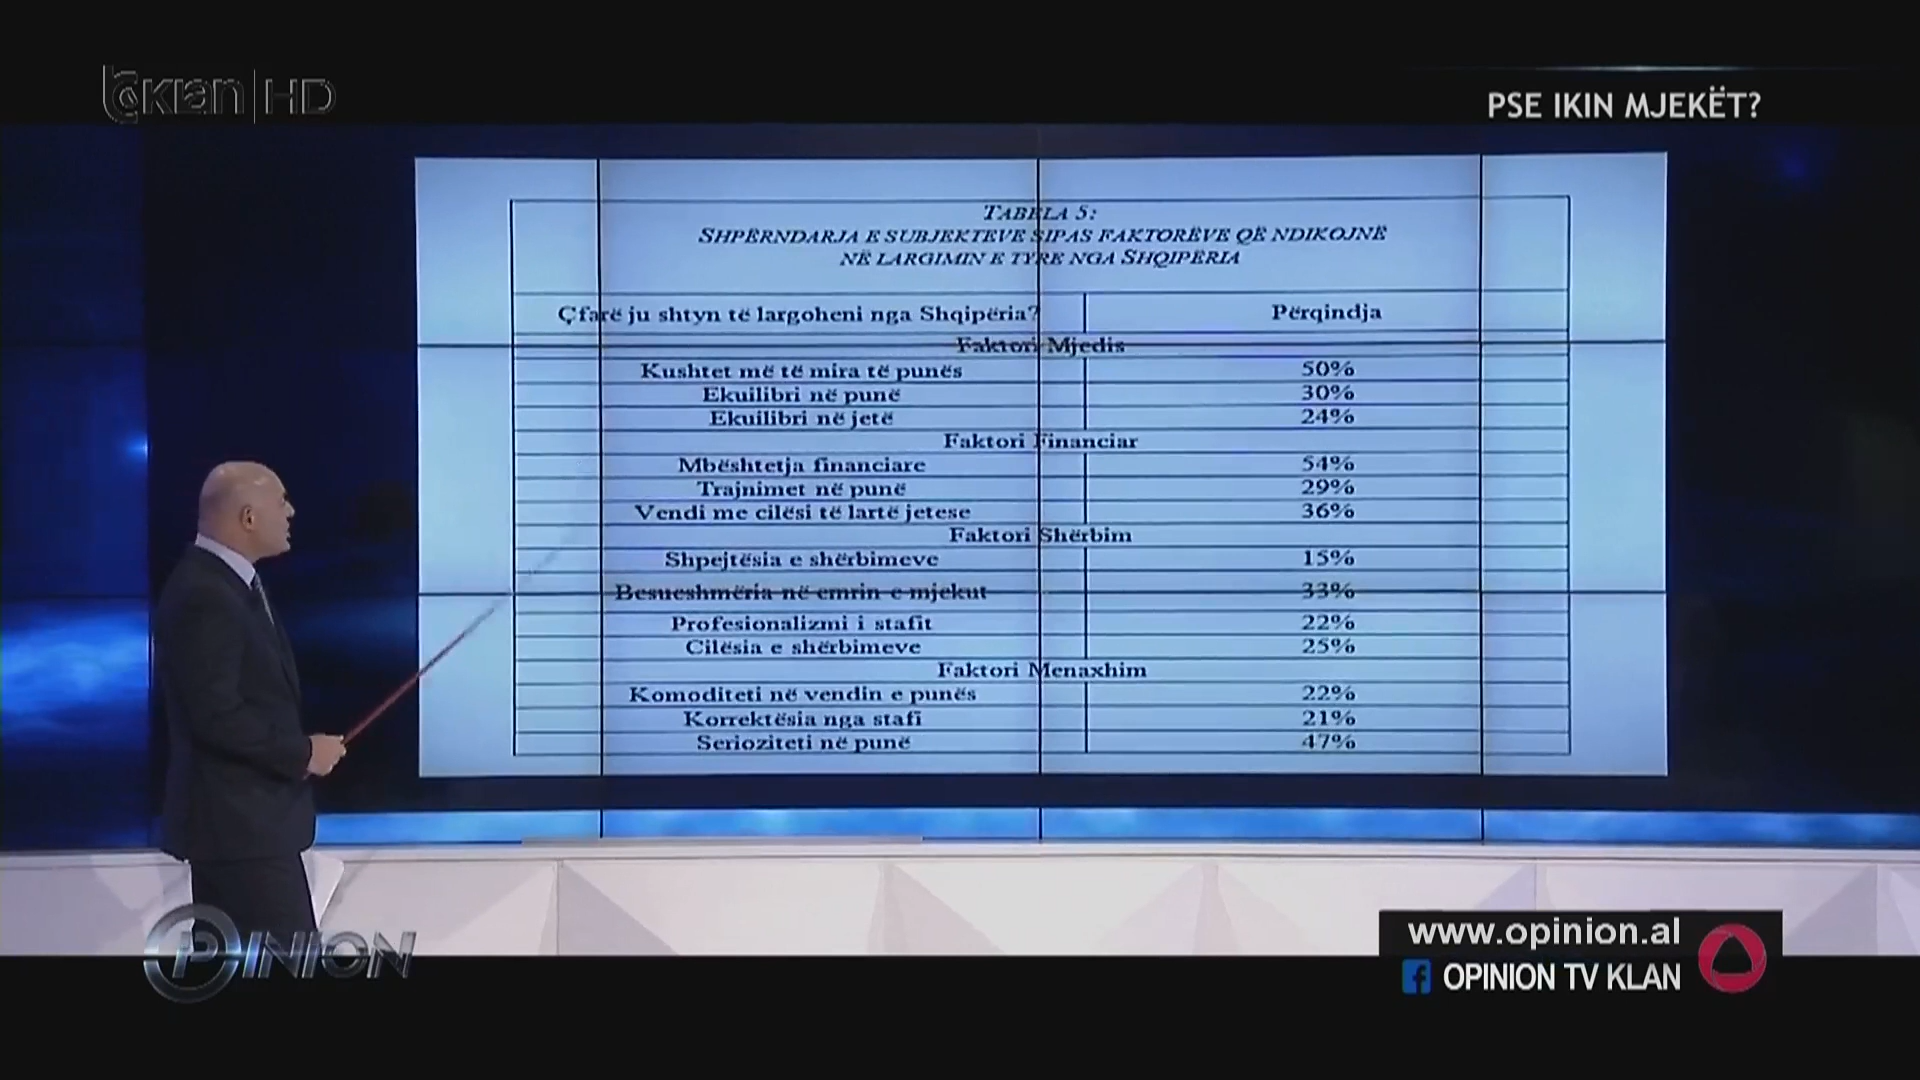 KLAN HD
PSE IKIN MJEKËT?
TABELA 5:
SHPËRNDARJA E SUBJEKTEVE SIPAS FAKTORËVE QË NDIKOJNË
NË LARGIMIN E TYRE NGA SHQIPËRIA
Çfarë ju shtyn të largoheni nga Shqipëria? Përqindja
Faktori Mjedis
Kushtet më të mira të punës 50%
Ekuilibri në punë 30%
Ekuilibri në jetë 24%
Faktori Financiar
Mbështetja financiare 54%
Trajnimet në punë 29%
Vendi me cilësi të lartë jetese 36%
Faktori Shërbim
Shpejtësia e shërbimeve 15%
Besueshmëria në emrin e mjekut 33%
Profesionalizmi i stafit 22%
Cilësia e shërbimeve 25%
Faktori Menaxhim
Komoditeti në vendin e punës 22%
Korrektësia nga stafi 21%
Serioziteti në punë 47%
OPINION
www.opinion.al
OPINION TV KLAN